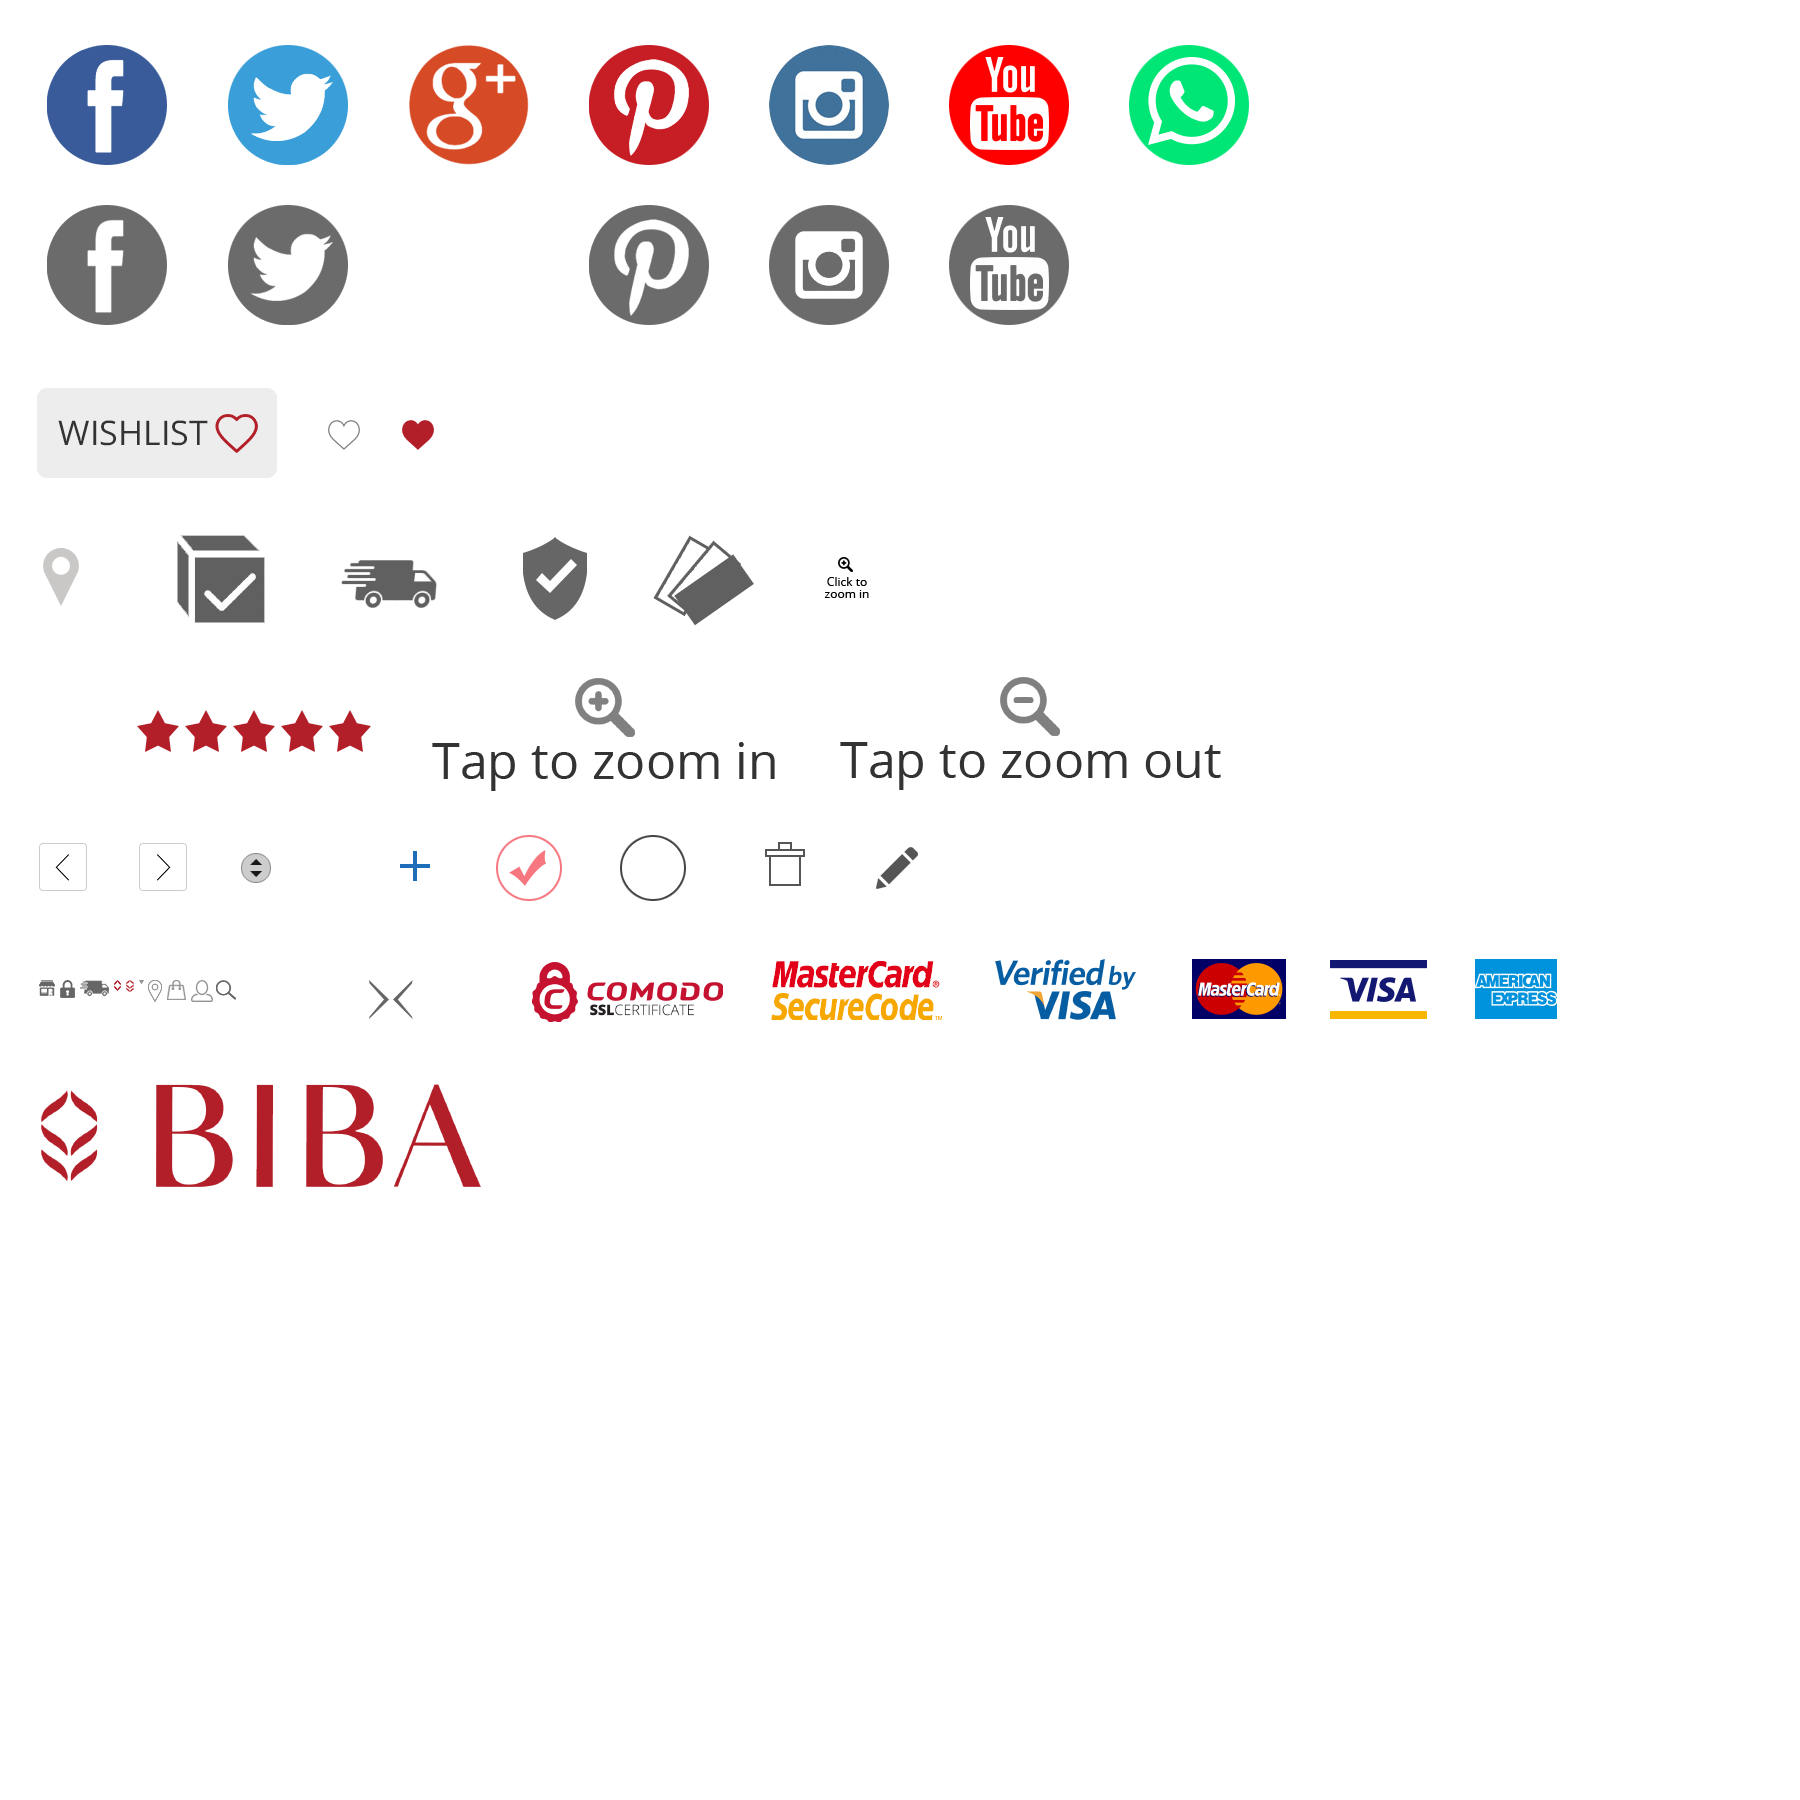 f
g+
You
Tube
You
Tube
WISHLIST
Click to
zoom in
Tap to zoom in
Tap to zoom out
C COMODO
SSLCERTIFICATE
MasterCard®
SecureCode™
Verified by
VISA
MasterCard
VISA
AMERICAN
EXPRESS
BIBA